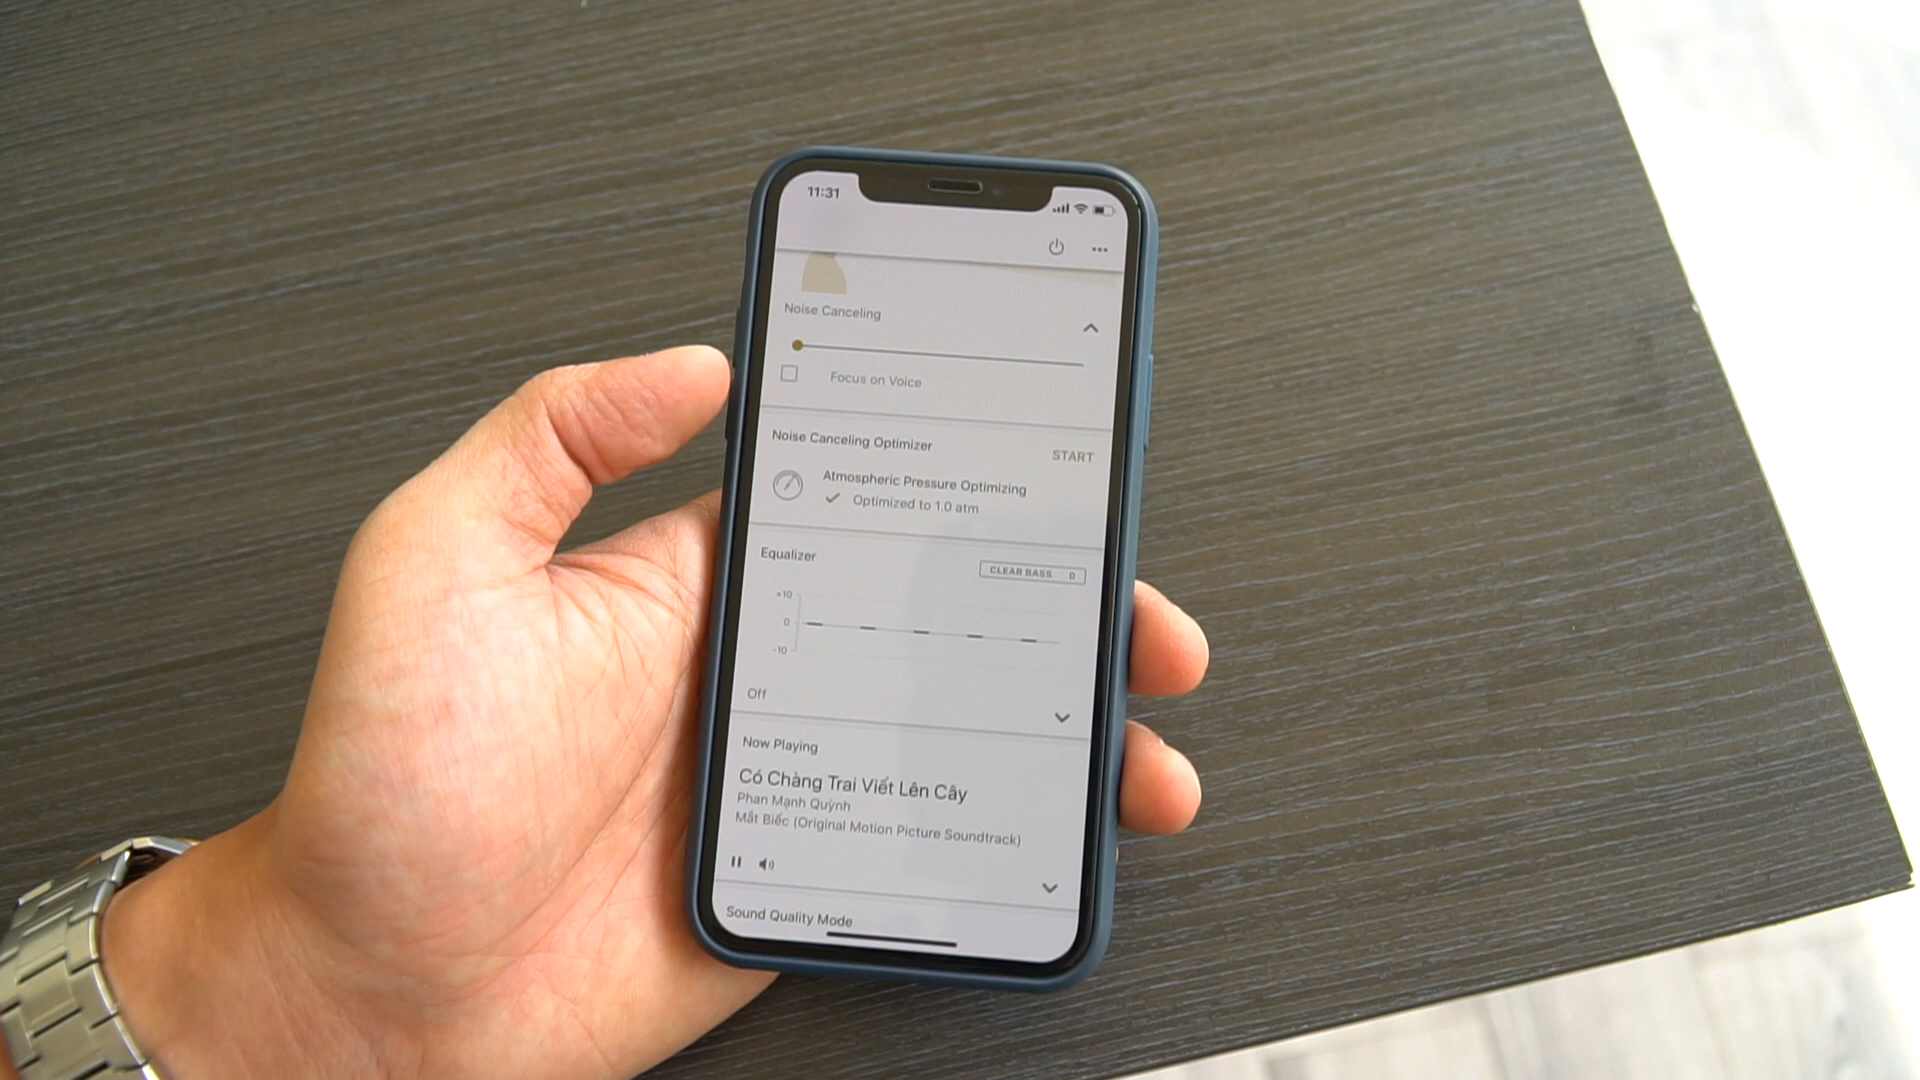 11:31
Noise Canceling
Focus on Voice
Noise Canceling Optimizer
START
Atmospheric Pressure Optimizing
Optimized to 1.0 atm
Equalizer
CLEAR BASS 0
+10
0
-10
Off
Now Playing
Có Chàng Trai Viết Lên Cây
Phan Mạnh Quỳnh
Mắt Biếc (Original Motion Picture Soundtrack)
Sound Quality Mode